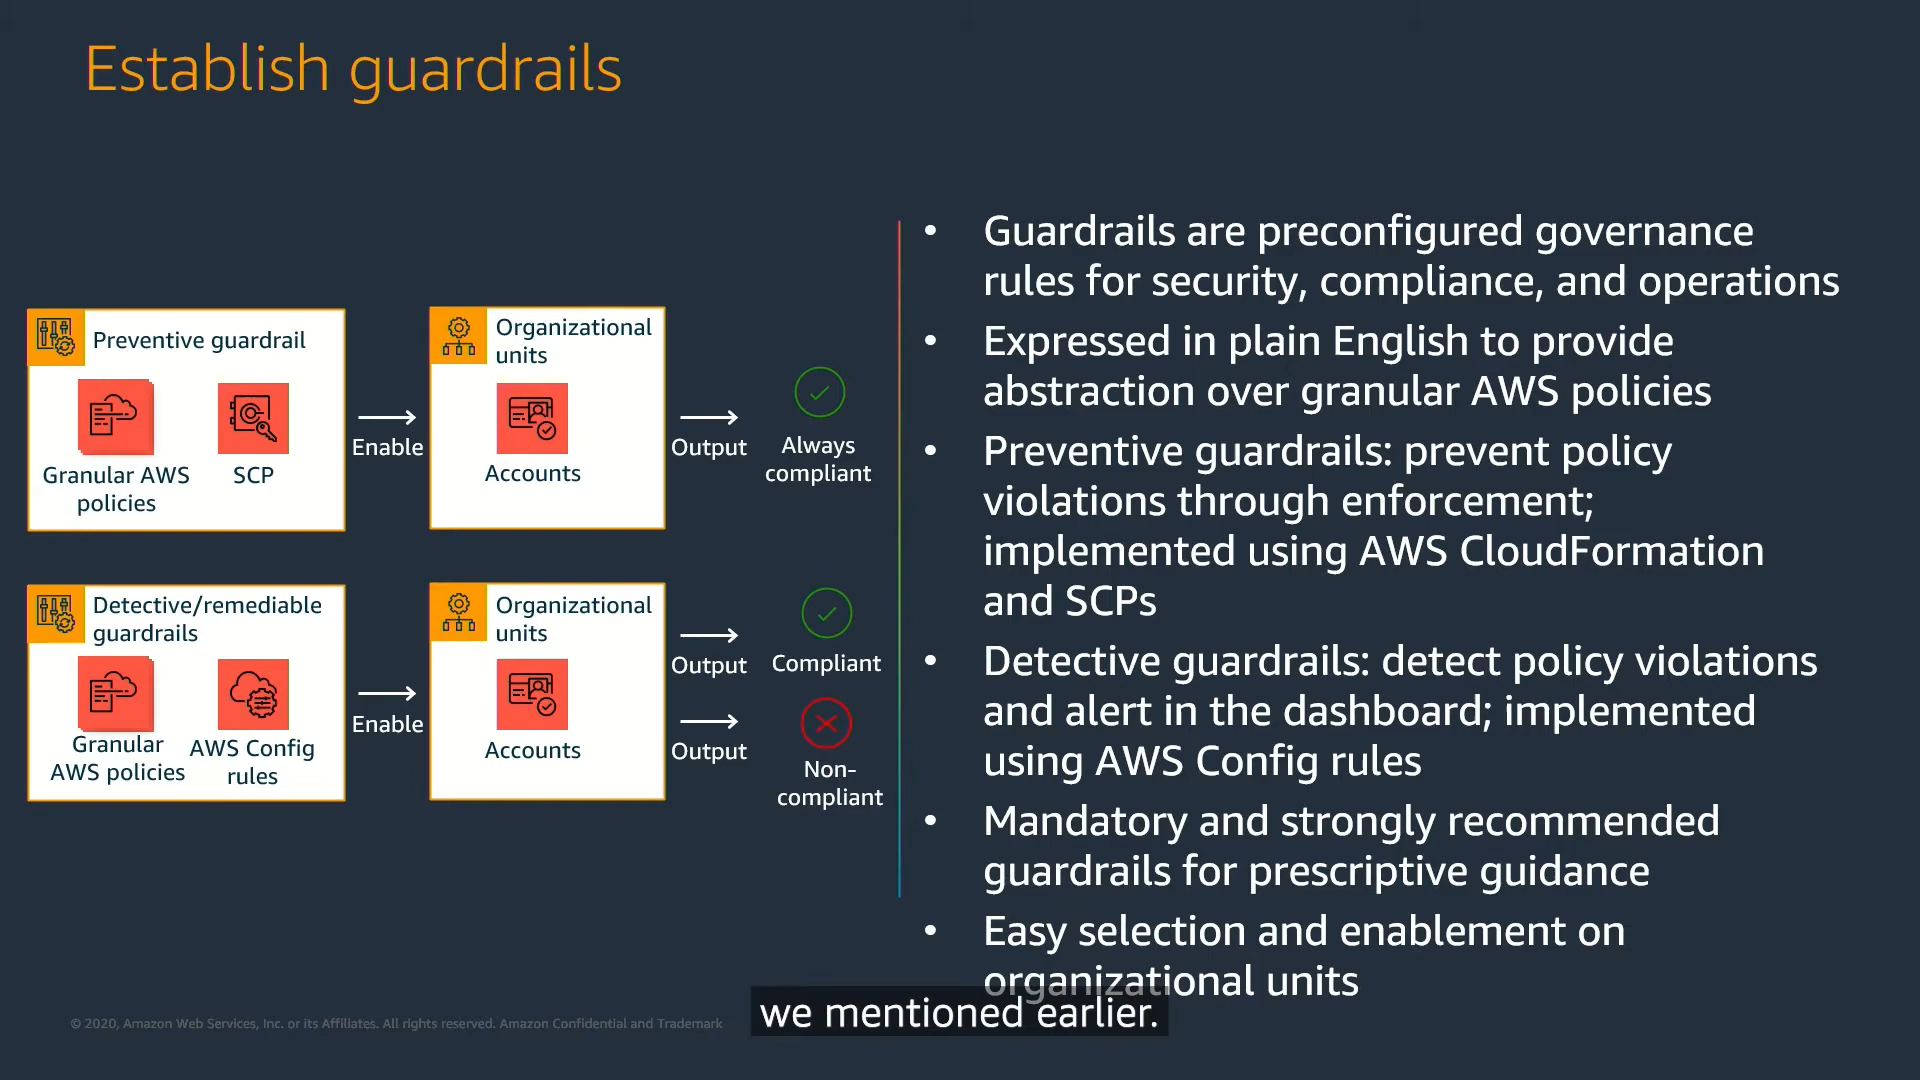 Establish guardrails
Preventive guardrail
Granular AWS
policies
SCP
Enable
Organizational
units
Accounts
Output
Always
compliant
Detective/remediable
guardrails
Granular
AWS policies
AWS Config
rules
Enable
Organizational
units
Accounts
Output
Compliant
Output
Non-
compliant
• Guardrails are preconfigured governance
rules for security, compliance, and operations
• Expressed in plain English to provide
abstraction over granular AWS policies
• Preventive guardrails: prevent policy
violations through enforcement;
implemented using AWS CloudFormation
and SCPs
• Detective guardrails: detect policy violations
and alert in the dashboard; implemented
using AWS Config rules
• Mandatory and strongly recommended
guardrails for prescriptive guidance
• Easy selection and enablement on
organizational units
we mentioned earlier.
© 2020, Amazon Web Services, Inc. or its Affiliates. All rights reserved. Amazon Confidential and Trademark